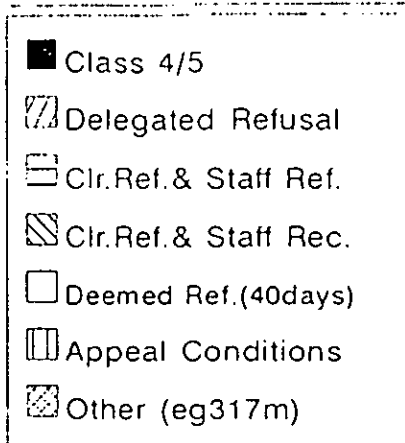 Class 4/5
Delegated Refusal
Clr.Ref.& Staff Ref.
Clr.Ref.& Staff Rec.
Deemed Ref.(40days)
Appeal Conditions
Other (eg317m)